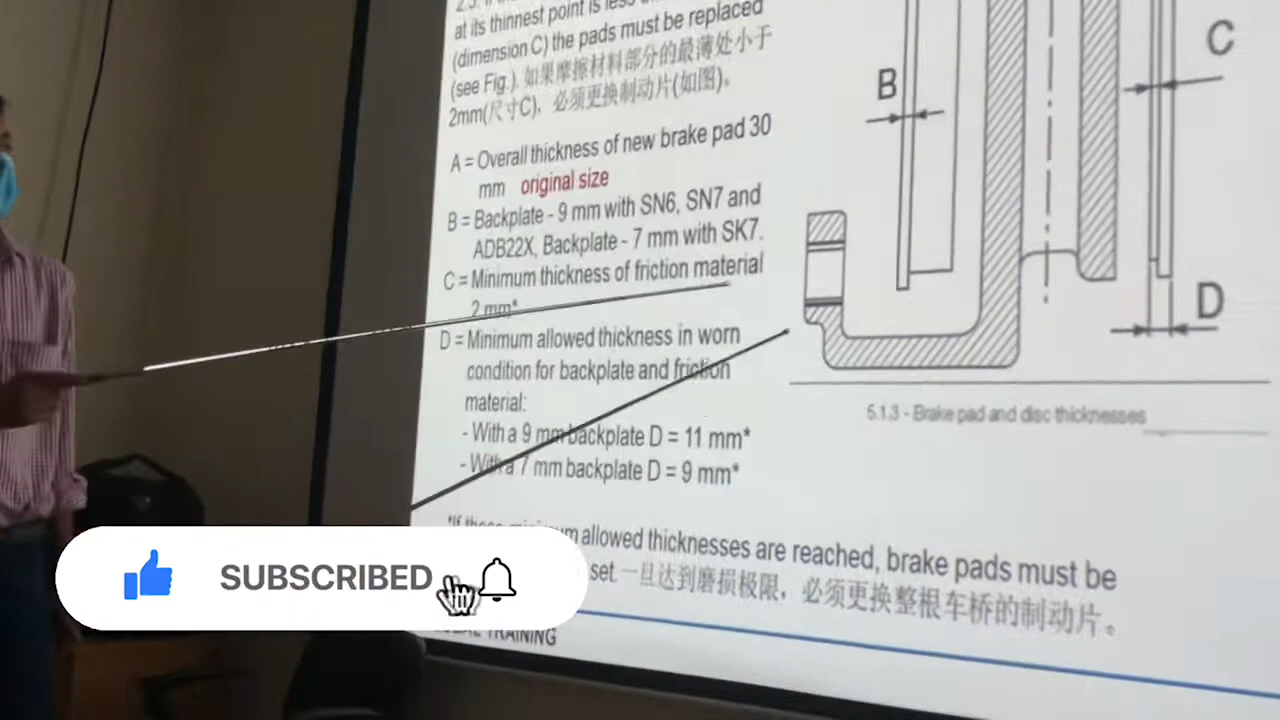 at its thinnest point is less
(dimension C) the pads must be replaced
(see Fig.). 如果摩擦材料部分的最薄处小于
2mm(尺寸C)，必须更换制动片(如图)。
A = Overall thickness of new brake pad 30
mm original size
B = Backplate - 9 mm with SN6, SN7 and
ADB22X, Backplate - 7 mm with SK7.
C = Minimum thickness of friction material
2 mm*
D = Minimum allowed thickness in worn
condition for backplate and friction
material:
- With a 9 mm backplate D = 11 mm*
- With a 7 mm backplate D = 9 mm*
*If these minimum allowed thicknesses are reached, brake pads must be
set. 一旦达到磨损极限，必须更换整根车桥的制动片。
TRAINING
B
C
D
5.1.3 - Brake pad and disc thicknesses
SUBSCRIBED